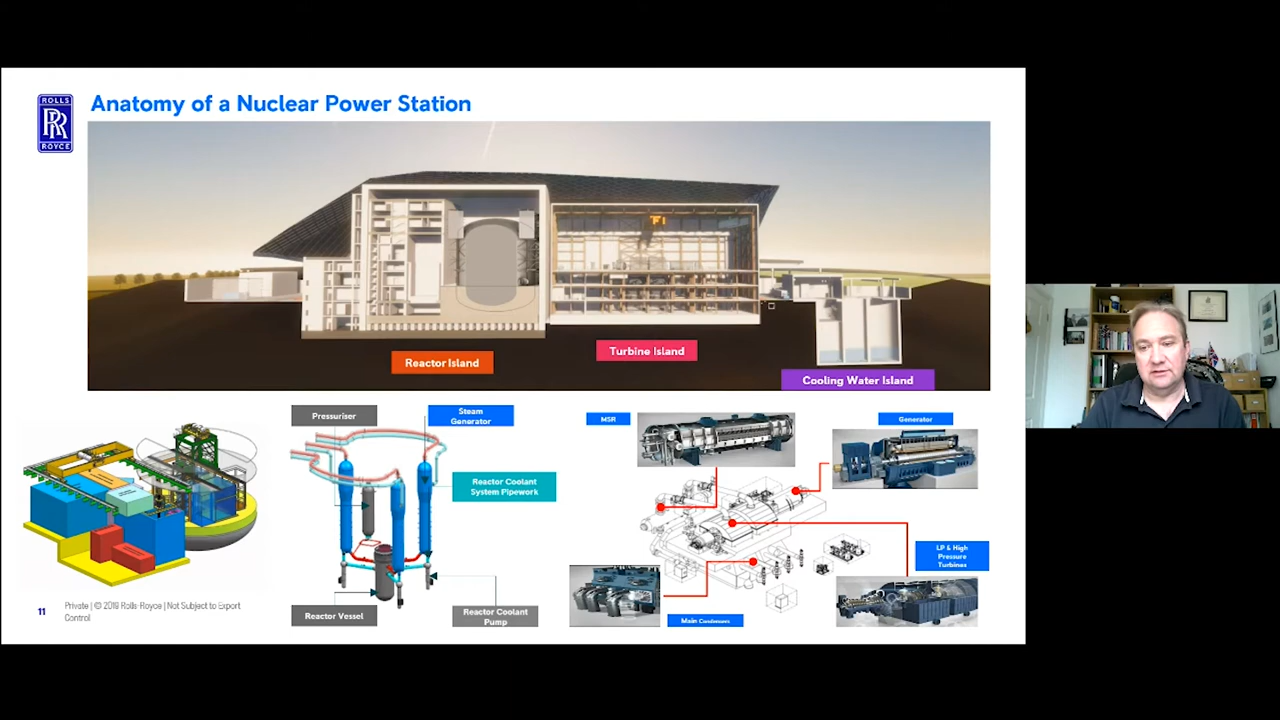 ROLLS
RR
ROYCE
Anatomy of a Nuclear Power Station
Reactor Island
Turbine Island
Cooling Water Island
Pressuriser
Steam
Generator
Reactor Coolant
System Pipework
Reactor Vessel
Reactor Coolant
Pump
MSR
Generator
LP & High
Pressure
Turbines
Main Condensers
11
Private | © 2019 Rolls-Royce | Not Subject to Export
Control